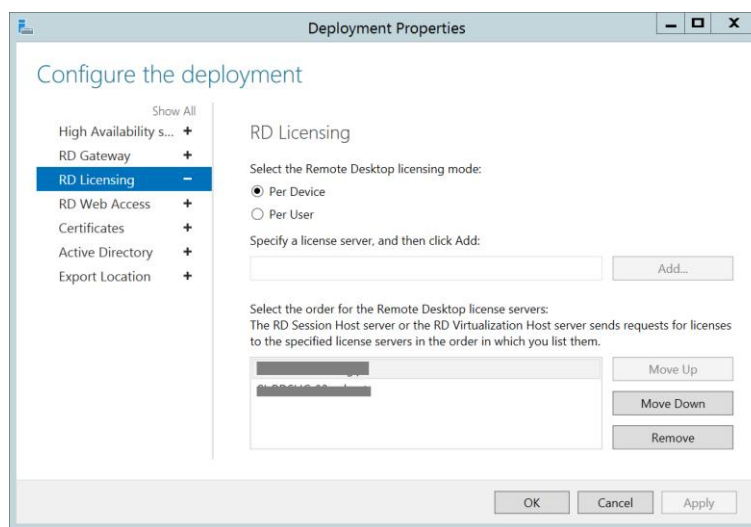 Deployment Properties
Configure the deployment
Show All
High Availability s...
RD Gateway
RD Licensing
RD Web Access
Certificates
Active Directory
Export Location
RD Licensing
Select the Remote Desktop licensing mode:
Per Device
Per User
Specify a license server, and then click Add:
Add...
Select the order for the Remote Desktop license servers:
The RD Session Host server or the RD Virtualization Host server sends requests for licenses
to the specified license servers in the order in which you list them.
Move Up
Move Down
Remove
OK Cancel Apply